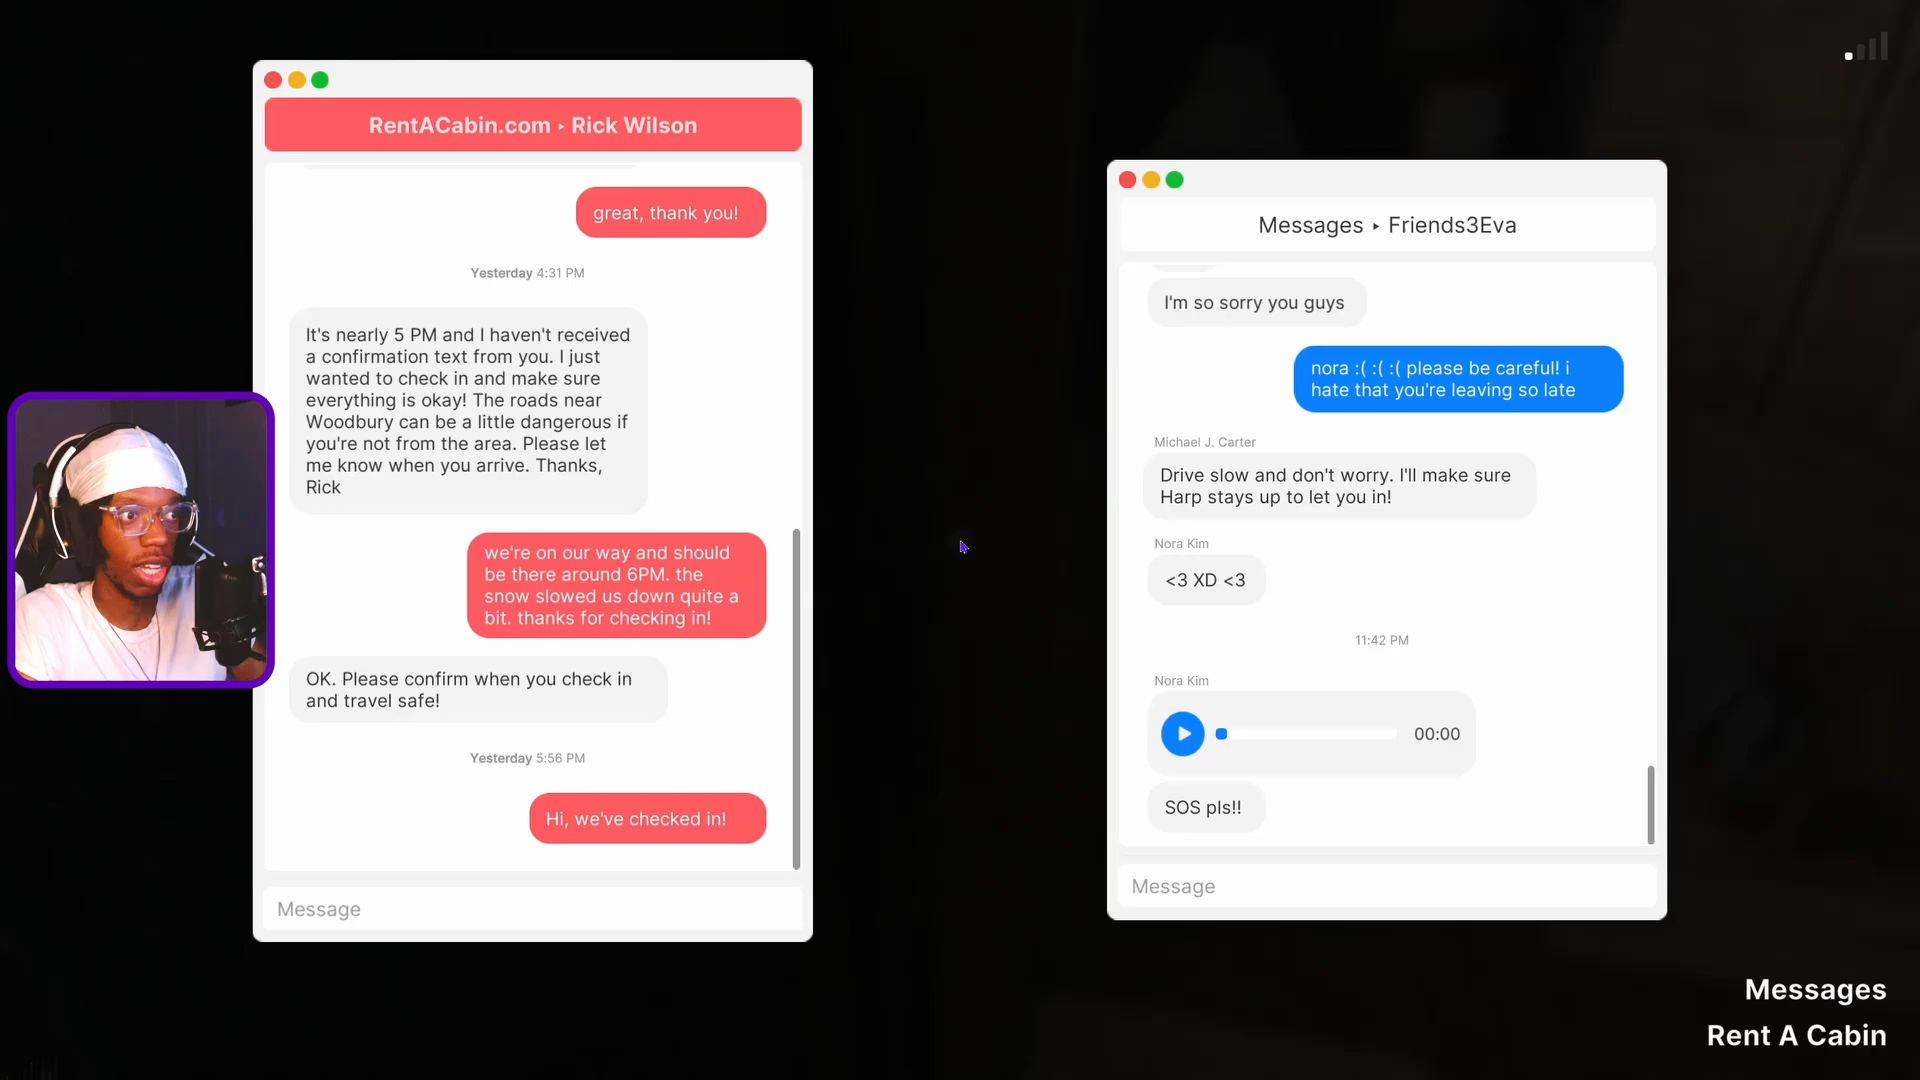 RentACabin.com ‣ Rick Wilson
great, thank you!
Yesterday 4:31 PM
It's nearly 5 PM and I haven't received
a confirmation text from you. I just
wanted to check in and make sure
everything is okay! The roads near
Woodbury can be a little dangerous if
you're not from the area. Please let
me know when you arrive. Thanks,
Rick
we're on our way and should
be there around 6PM. the
snow slowed us down quite a
bit. thanks for checking in!
OK. Please confirm when you check in
and travel safe!
Yesterday 5:56 PM
Hi, we've checked in!
Message
Messages ‣ Friends3Eva
I'm so sorry you guys
nora :( :( :( please be careful! i
hate that you're leaving so late
Michael J. Carter
Drive slow and don't worry. I'll make sure
Harp stays up to let you in!
Nora Kim
<3 XD <3
11:42 PM
Nora Kim
00:00
SOS pls!!
Message
Messages
Rent A Cabin